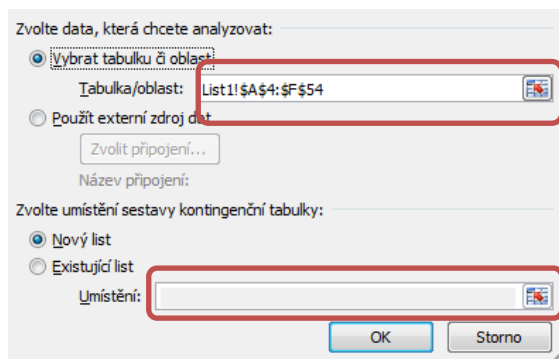 Zvolte data, která chcete analyzovat:
Vybrat tabulku či oblast
Tabulka/oblast: List1!$A$4:$F$54
Použít externí zdroj dat
Zvolit připojení...
Název připojení:
Zvolte umístění sestavy kontingenční tabulky:
Nový list
Existující list
Umístění:
OK Storno